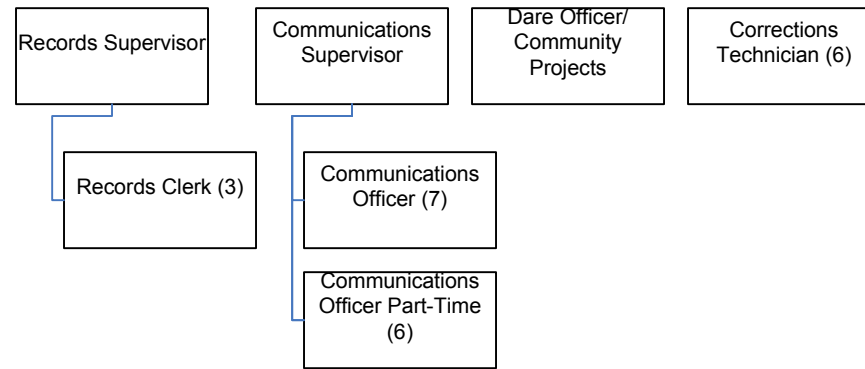 Records Supervisor
Communications
Supervisor
Dare Officer/
Community
Projects
Corrections
Technician (6)
Records Clerk (3)
Communications
Officer (7)
Communications
Officer Part-Time
(6)